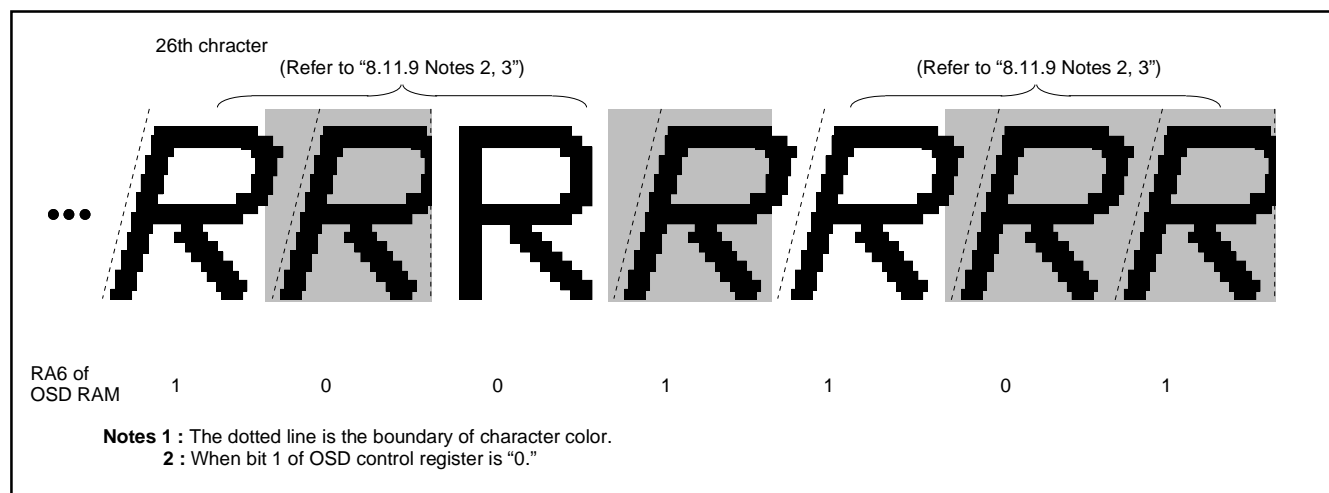 26th chracter
(Refer to “8.11.9 Notes 2, 3”) (Refer to “8.11.9 Notes 2, 3”)
••• R R R R R R R
RA6 of
OSD RAM 1 0 0 1 1 0 1
Notes 1 : The dotted line is the boundary of character color.
2 : When bit 1 of OSD control register is “0.”